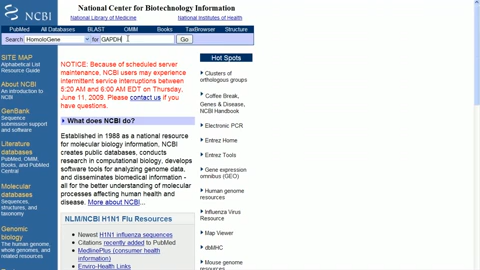 NCBI
National Center for Biotechnology Information
National Library of Medicine National Institutes of Health
PubMed All Databases BLAST OMIM Books TaxBrowser Structure
Search HomoloGene for GAPDH Go
SITE MAP
Alphabetical List
Resource Guide
About NCBI
An introduction to
NCBI
GenBank
Sequence
submission support
and software
Literature
databases
PubMed, OMIM,
Books, and PubMed
Central
Molecular
databases
Sequences,
structures, and
taxonomy
Genomic
biology
The human genome,
whole genomes, and
related resources
NOTICE: Because of scheduled server
maintenance, NCBI users may experience
intermittent service interruptions between
5:20 AM and 6:00 AM EDT on Thursday,
June 11, 2009. Please contact us if you
have questions.
What does NCBI do?
Established in 1988 as a national resource
for molecular biology information, NCBI
creates public databases, conducts
research in computational biology, develops
software tools for analyzing genome data,
and disseminates biomedical information -
all for the better understanding of molecular
processes affecting human health and
disease. More about NCBI...
NLM/NCBI H1N1 Flu Resources
Newest H1N1 influenza sequences
Citations recently added to PubMed
MedlinePlus (consumer health
information)
Enviro-Health Links
Hot Spots
Clusters of
orthologous groups
Coffee Break,
Genes & Disease,
NCBI Handbook
Electronic PCR
Entrez Home
Entrez Tools
Gene expression
omnibus (GEO)
Human genome
resources
Influenza Virus
Resource
Map Viewer
dbMHC
Mouse genome
resources